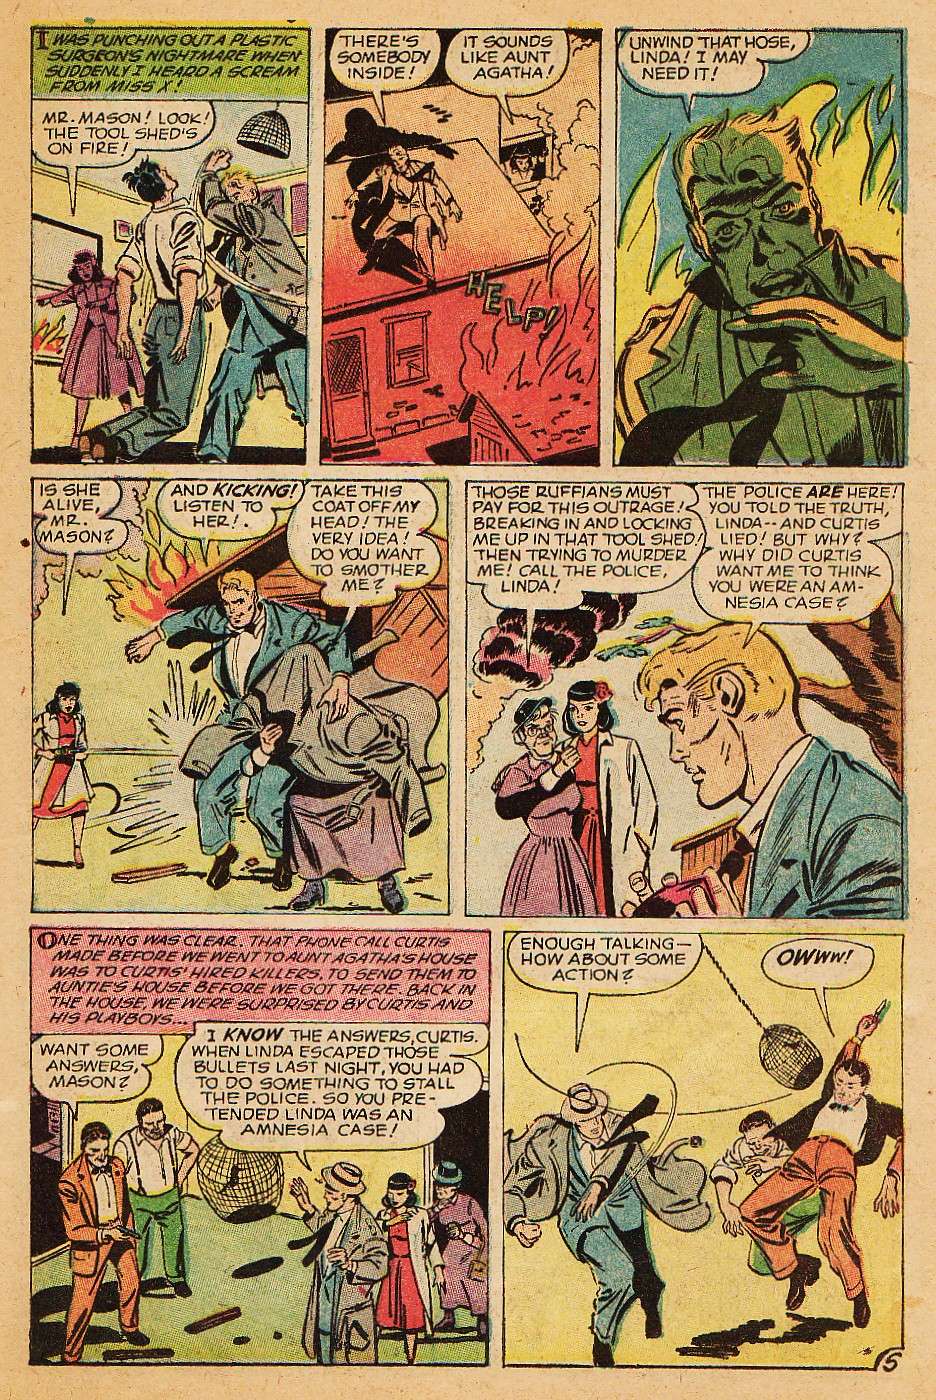 I WAS PUNCHING OUT A PLASTIC
SURGEON'S NIGHTMARE WHEN
SUDDENLY I HEARD A SCREAM
FROM MISS X!
MR. MASON! LOOK!
THE TOOL SHED'S
ON FIRE!
THERE'S
SOMEBODY
INSIDE!
IT SOUNDS
LIKE AUNT
AGATHA!
HELP!
UNWIND THAT HOSE,
LINDA! I MAY
NEED IT!
IS SHE
ALIVE,
MR.
MASON?
AND KICKING!
LISTEN TO
HER!.
TAKE THIS
COAT OFF MY
HEAD! THE
VERY IDEA!
DO YOU WANT
TO SMOTHER
ME?
THOSE RUFFIANS MUST
PAY FOR THIS OUTRAGE!
BREAKING IN AND LOCKING
ME UP IN THAT TOOL SHED!
THEN TRYING TO MURDER
ME! CALL THE POLICE,
LINDA!
THE POLICE ARE HERE!
YOU TOLD THE TRUTH,
LINDA-- AND CURTIS
LIED! BUT WHY?
WHY DID CURTIS
WANT ME TO THINK
YOU WERE AN AM-
NESIA CASE?
ONE THING WAS CLEAR. THAT PHONE CALL CURTIS
MADE BEFORE WE WENT TO AUNT AGATHA'S HOUSE
WAS TO CURTIS' HIRED KILLERS, TO SEND THEM TO
AUNTIE'S HOUSE BEFORE WE GOT THERE. BACK IN
THE HOUSE, WE WERE SURPRISED BY CURTIS AND
HIS PLAYBOYS...
WANT SOME
ANSWERS,
MASON?
I KNOW THE ANSWERS, CURTIS.
WHEN LINDA ESCAPED THOSE
BULLETS LAST NIGHT, YOU HAD
TO DO SOMETHING TO STALL
THE POLICE. SO YOU PRE-
TENDED LINDA WAS AN
AMNESIA CASE!
ENOUGH TALKING—
HOW ABOUT SOME
ACTION?
OWWW!
5